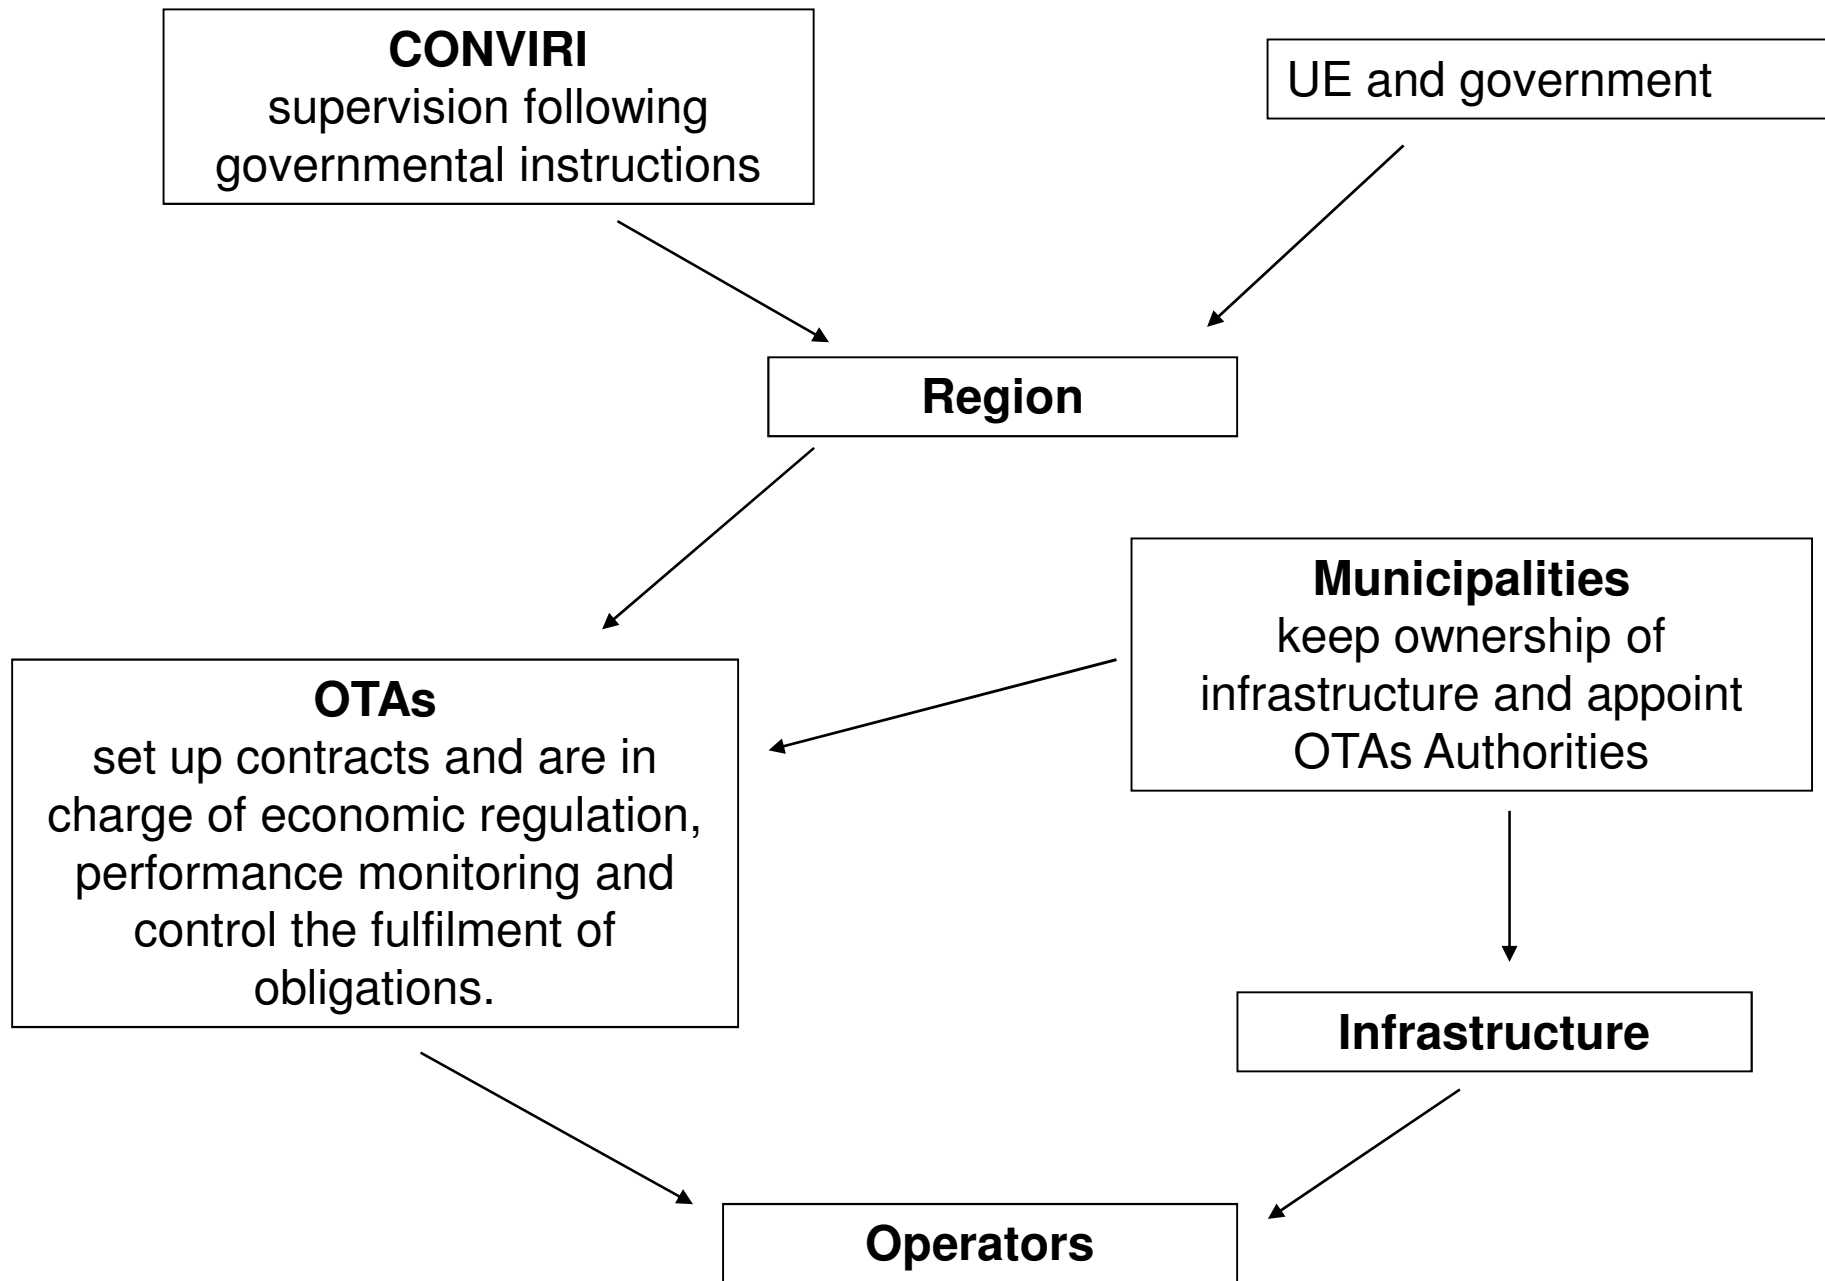 CONVIRI
supervision following
governmental instructions
UE and government
Region
Municipalities
keep ownership of
infrastructure and appoint
OTAs Authorities
OTAs
set up contracts and are in
charge of economic regulation,
performance monitoring and
control the fulfilment of
obligations.
Infrastructure
Operators